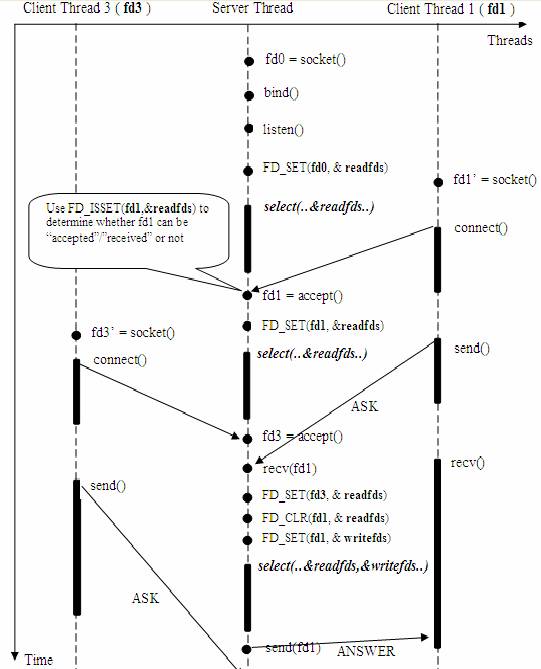 Client Thread 3 ( fd3)
Server Thread
Client Thread 1 ( fd1)
Threads
fd0 = socket()
bind()
listen()
FD_SET(fd0, & readfds)
fd1’ = socket()
select(..&readfds..)
Use FD_ISSET(fd1,&readfds) to
determine whether fd1 can be
“accepted”/”received” or not
connect()
fd1 = accept()
FD_SET(fd1, &readfds)
fd3’ = socket()
connect()
select(..&readfds..)
send()
ASK
fd3 = accept()
recv(fd1)
recv()
send()
FD_SET(fd3, & readfds)
FD_CLR(fd1, & readfds)
FD_SET(fd1, & writefds)
select(..&readfds,&writefds..)
ASK
send(fd1)
ANSWER
Time